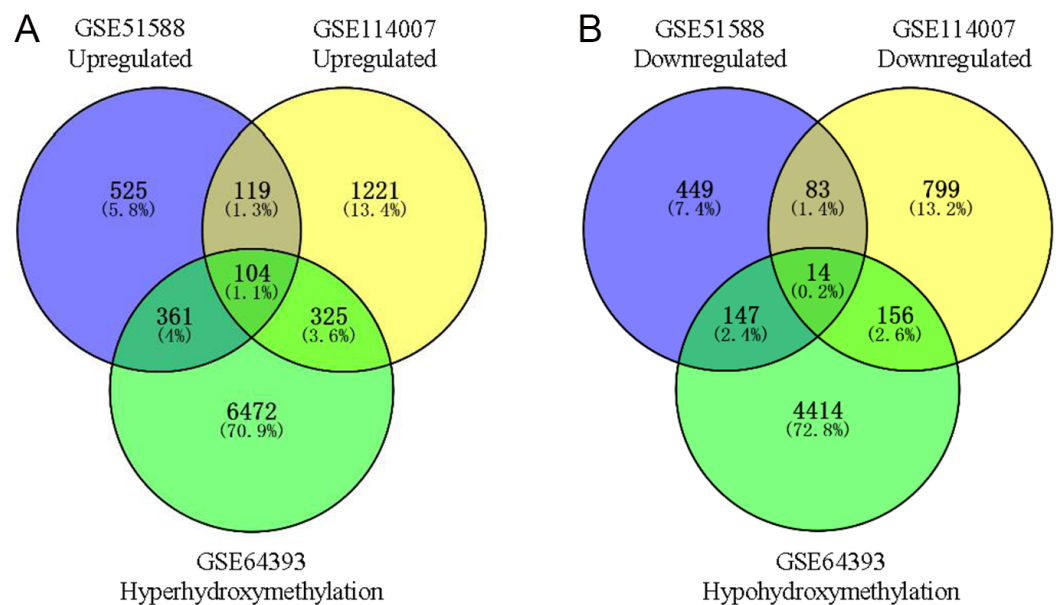 A
GSE51588
Upregulated
GSE114007
Upregulated
525
(5.8%)
119
(1.3%)
1221
(13.4%)
104
(1.1%)
361
(4%)
325
(3.6%)
6472
(70.9%)
GSE64393
Hyperhydroxymethylation
B
GSE51588
Downregulated
GSE114007
Downregulated
449
(7.4%)
83
(1.4%)
799
(13.2%)
14
(0.2%)
147
(2.4%)
156
(2.6%)
4414
(72.8%)
GSE64393
Hypohydroxymethylation